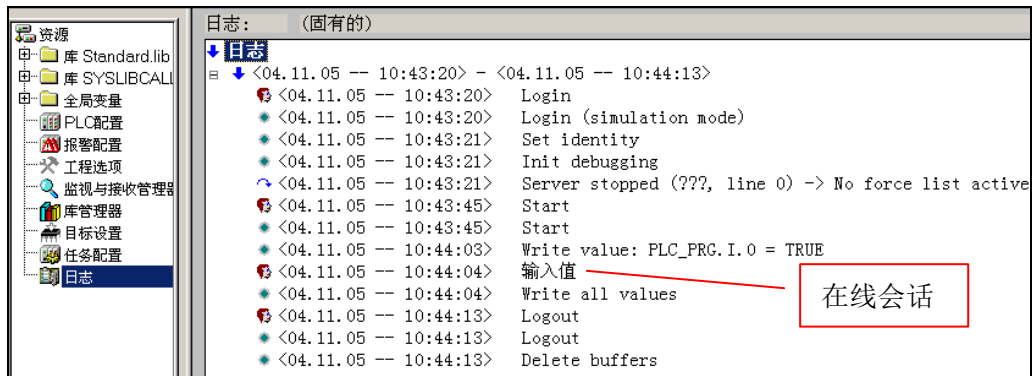 资源
库 Standard.lib
库 SYSLIBCALL
全局变量
PLC配置
报警配置
工程选项
监视与接收管理器
库管理器
目标设置
任务配置
日志
日志: (固有的)
日志
<04.11.05 -- 10:43:20> - <04.11.05 -- 10:44:13>
<04.11.05 -- 10:43:20> Login
<04.11.05 -- 10:43:20> Login (simulation mode)
<04.11.05 -- 10:43:21> Set identity
<04.11.05 -- 10:43:21> Init debugging
<04.11.05 -- 10:43:21> Server stopped (???, line 0) -> No force list active
<04.11.05 -- 10:43:45> Start
<04.11.05 -- 10:43:45> Start
<04.11.05 -- 10:44:03> Write value: PLC_PRG.I.0 = TRUE
<04.11.05 -- 10:44:04> 输入值
<04.11.05 -- 10:44:04> Write all values
<04.11.05 -- 10:44:13> Logout
<04.11.05 -- 10:44:13> Logout
<04.11.05 -- 10:44:13> Delete buffers
在线会话